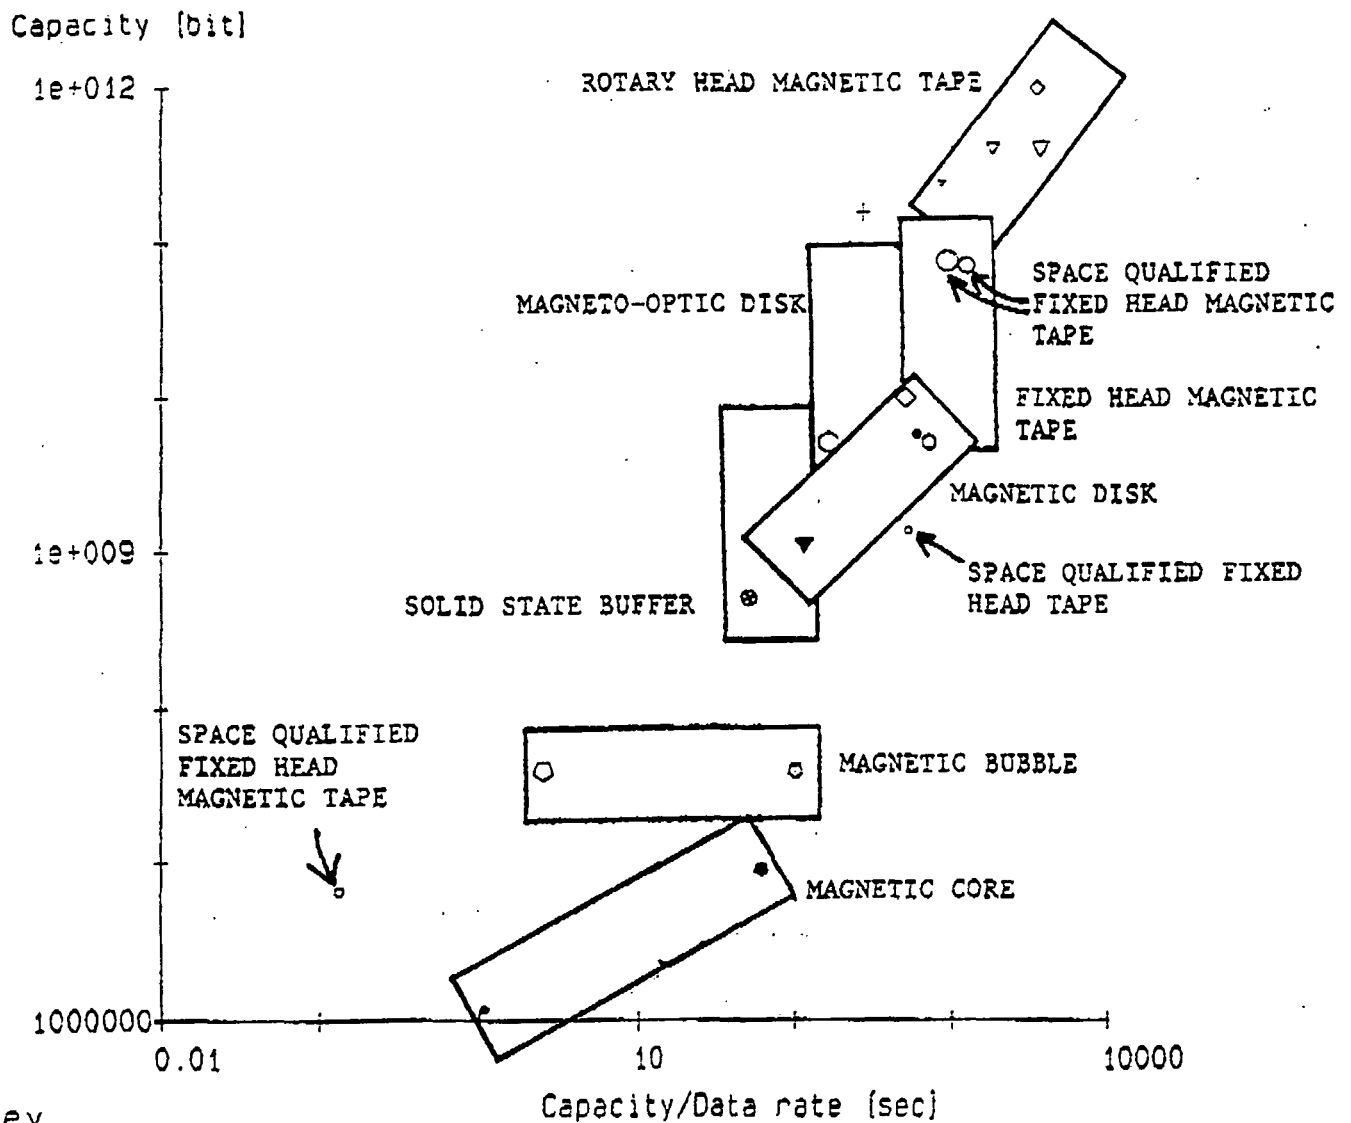 Capacity [bit]
1e+012
ROTARY HEAD MAGNETIC TAPE
SPACE QUALIFIED
FIXED HEAD MAGNETIC
TAPE
MAGNETO-OPTIC DISK
FIXED HEAD MAGNETIC
TAPE
MAGNETIC DISK
1e+009
SPACE QUALIFIED FIXED
HEAD TAPE
SOLID STATE BUFFER
SPACE QUALIFIED
FIXED HEAD
MAGNETIC TAPE
MAGNETIC BUBBLE
MAGNETIC CORE
1000000
0.01
10
10000
Capacity/Data rate [sec]